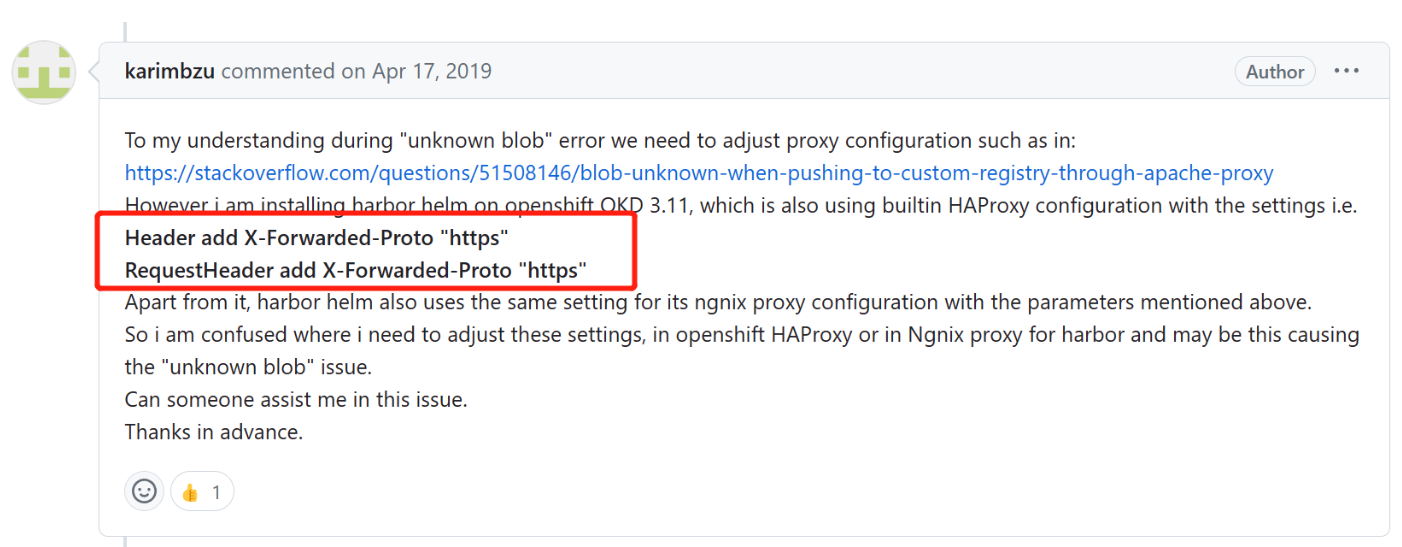 karimbzu commented on Apr 17, 2019
Author
To my understanding during "unknown blob" error we need to adjust proxy configuration such as in:
https://stackoverflow.com/questions/51508146/blob-unknown-when-pushing-to-custom-registry-through-apache-proxy
However i am installing harbor helm on openshift OKD 3.11, which is also using builtin HAProxy configuration with the settings i.e.
Header add X-Forwarded-Proto "https"
RequestHeader add X-Forwarded-Proto "https"
Apart from it, harbor helm also uses the same setting for its ngnix proxy configuration with the parameters mentioned above.
So i am confused where i need to adjust these settings, in openshift HAProxy or in Ngnix proxy for harbor and may be this causing
the "unknown blob" issue.
Can someone assist me in this issue.
Thanks in advance.
1